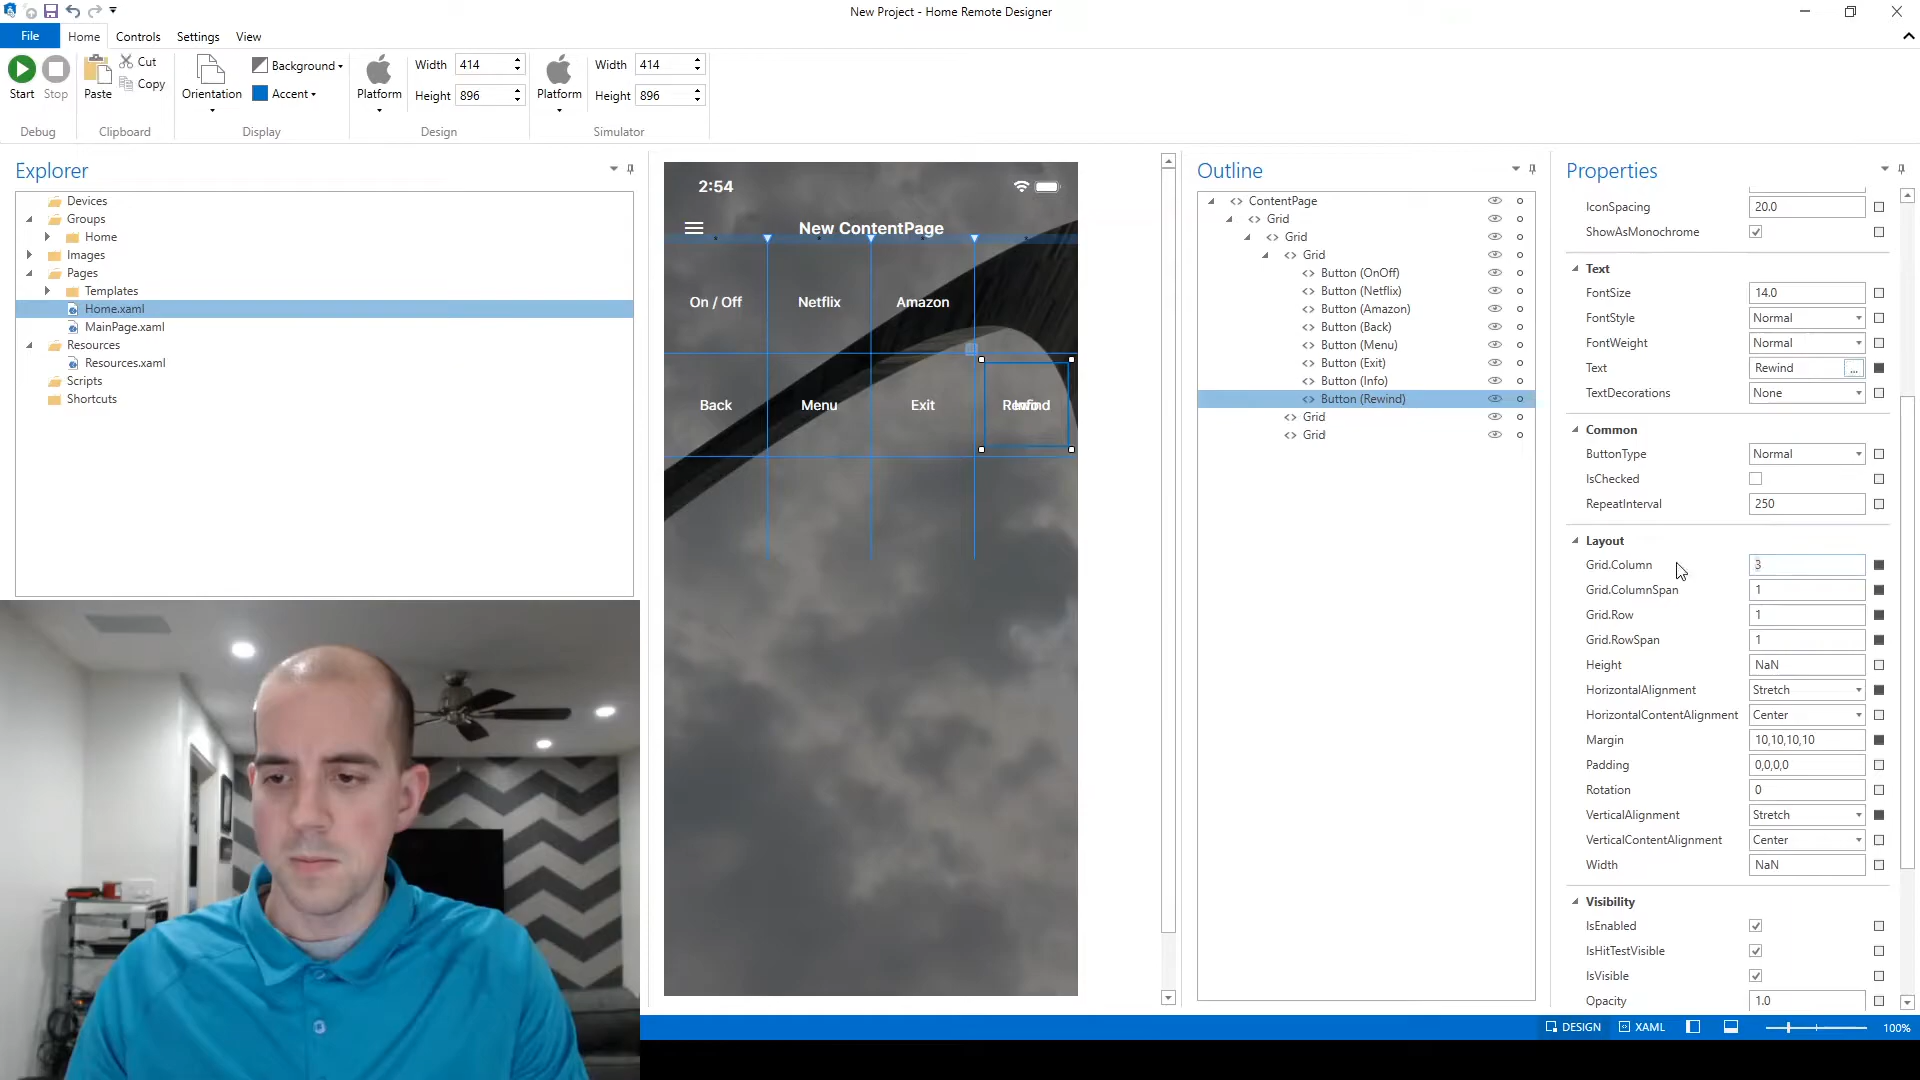 New Project - Home Remote Designer
File Home Controls Settings View
Start Stop Paste Cut Copy Orientation Background Accent Platform Width 414 Height 896 Platform Width 414 Height 896
Debug Clipboard Display Design Simulator
Explorer
Devices
Groups
Home
Images
Pages
Templates
Home.xaml
MainPage.xaml
Resources
Resources.xaml
Scripts
Shortcuts
2:54
New ContentPage
On / Off Netflix Amazon
Back Menu Exit
Outline
ContentPage
Grid
Grid
Grid
Button (OnOff)
Button (Netflix)
Button (Amazon)
Button (Back)
Button (Menu)
Button (Exit)
Button (Info)
Button (Rewind)
Grid
Grid
Properties
IconSpacing 20.0
ShowAsMonochrome
Text
FontSize 14.0
FontStyle Normal
FontWeight Normal
Text Rewind ...
TextDecorations None
Common
ButtonType Normal
IsChecked
RepeatInterval 250
Layout
Grid.Column 3
Grid.ColumnSpan 1
Grid.Row 1
Grid.RowSpan 1
Height NaN
HorizontalAlignment Stretch
HorizontalContentAlignment Center
Margin 10,10,10,10
Padding 0,0,0,0
Rotation 0
VerticalAlignment Stretch
VerticalContentAlignment Center
Width NaN
Visibility
IsEnabled
IsHitTestVisible
IsVisible
Opacity 1.0
DESIGN XAML 100%